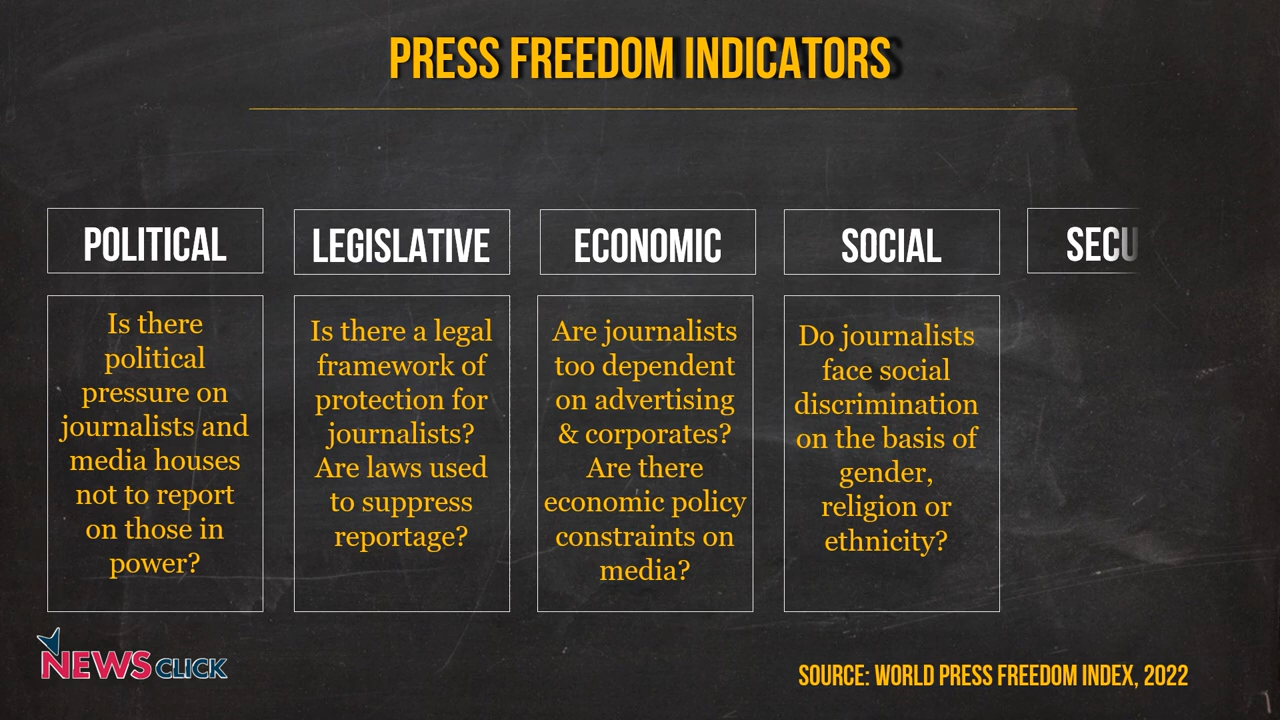 PRESS FREEDOM INDICATORS
POLITICAL
LEGISLATIVE
ECONOMIC
SOCIAL
SECU
Is there
political
pressure on
journalists and
media houses
not to report
on those in
power?
Is there a legal
framework of
protection for
journalists?
Are laws used
to suppress
reportage?
Are journalists
too dependent
on advertising
& corporates?
Are there
economic policy
constraints on
media?
Do journalists
face social
discrimination
on the basis of
gender,
religion or
ethnicity?
NEWSCLICK
SOURCE: WORLD PRESS FREEDOM INDEX, 2022